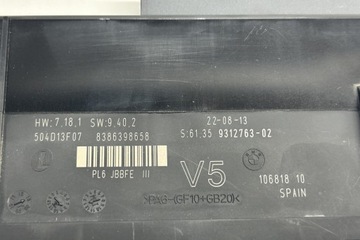 HW:7,18,1 SW:9,40,2 22-08-13
504D13F07 8386398658 S:61,35 9312763-02
PL6 JBBFE III
V5
106818 10
SPAIN
>PA6-(GF10+GB20)<